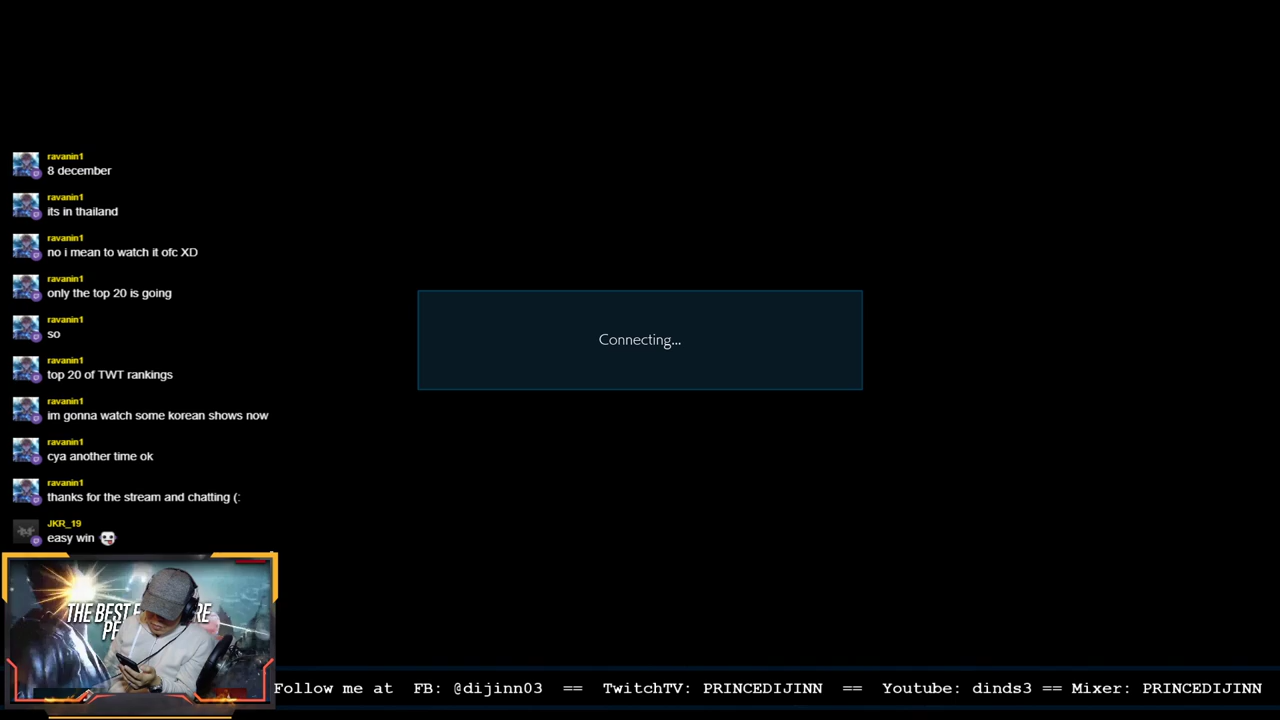 ravanin1
8 december
ravanin1
its in thailand
ravanin1
no i mean to watch it ofc XD
ravanin1
only the top 20 is going
ravanin1
so
ravanin1
top 20 of TWT rankings
ravanin1
im gonna watch some korean shows now
ravanin1
cya another time ok
ravanin1
thanks for the stream and chatting (:
JKR_19
easy win
Connecting...
THE BEST
Follow me at FB: @dijinn03 == TwitchTV: PRINCEDIJINN == Youtube: dinds3 == Mixer: PRINCEDIJINN